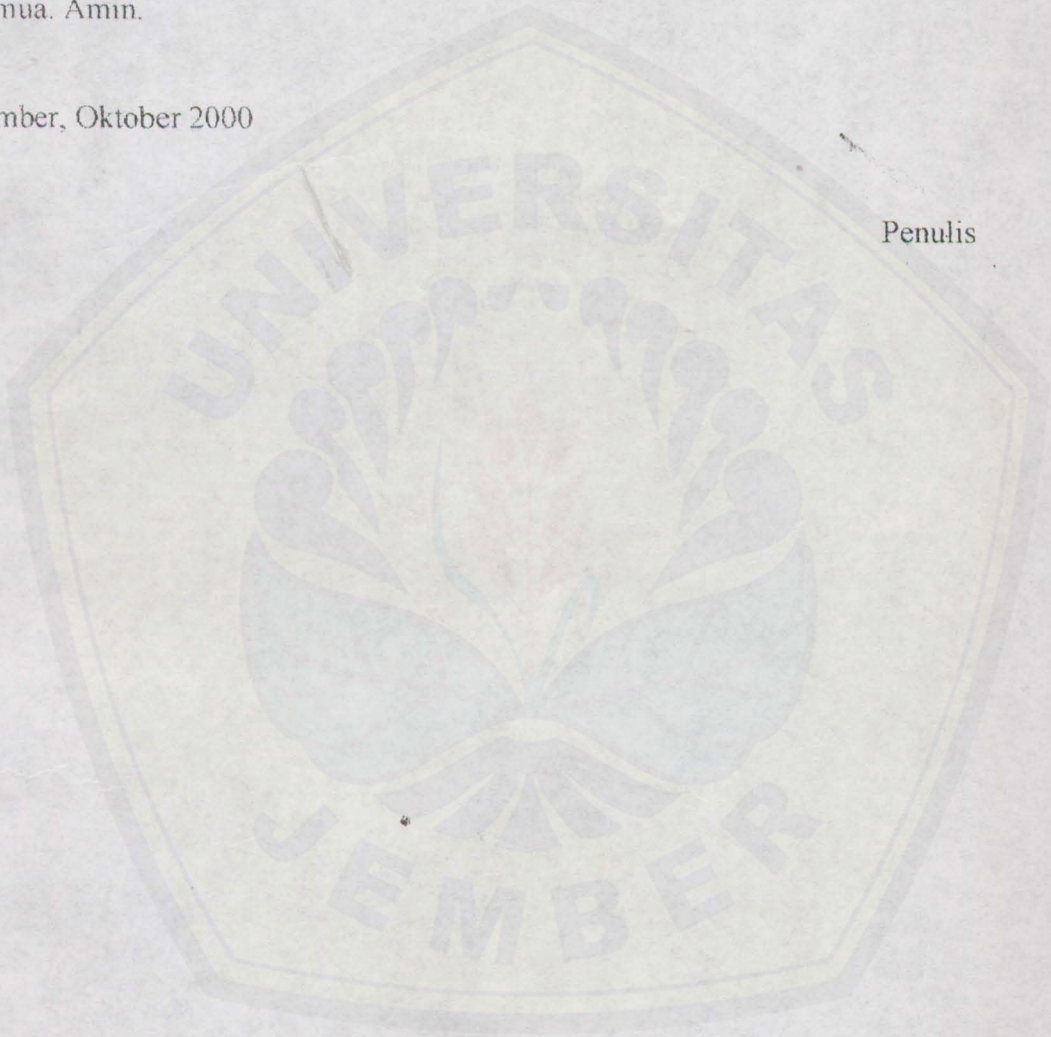 mua. Amin.
mber, Oktober 2000
Penulis
UNIVERSITAS
JEMBER